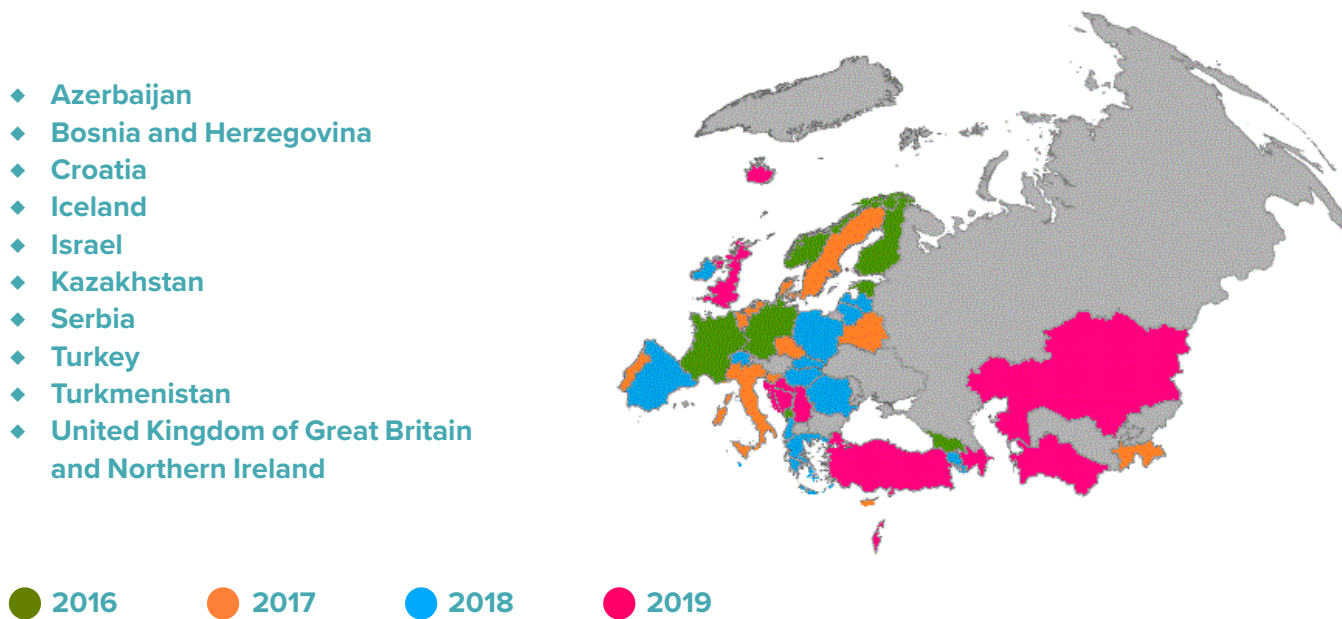 ◆ Azerbaijan
◆ Bosnia and Herzegovina
◆ Croatia
◆ Iceland
◆ Israel
◆ Kazakhstan
◆ Serbia
◆ Turkey
◆ Turkmenistan
◆ United Kingdom of Great Britain
and Northern Ireland
2016 2017 2018 2019